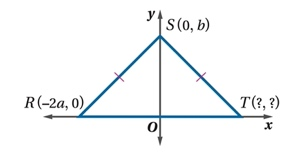 y
S(0, b)
R(–2a, 0)
T(?, ?)
O
x